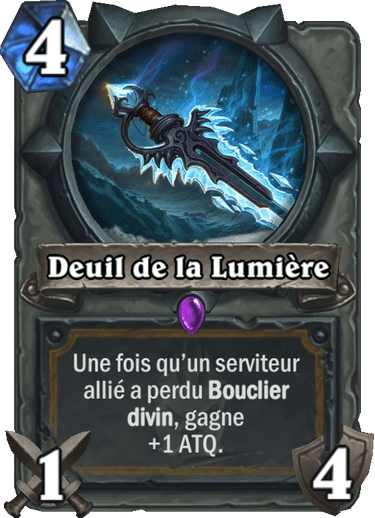 4
Deuil de la Lumière
Une fois qu’un serviteur
allié a perdu Bouclier
divin, gagne
+1 ATQ.
1
4